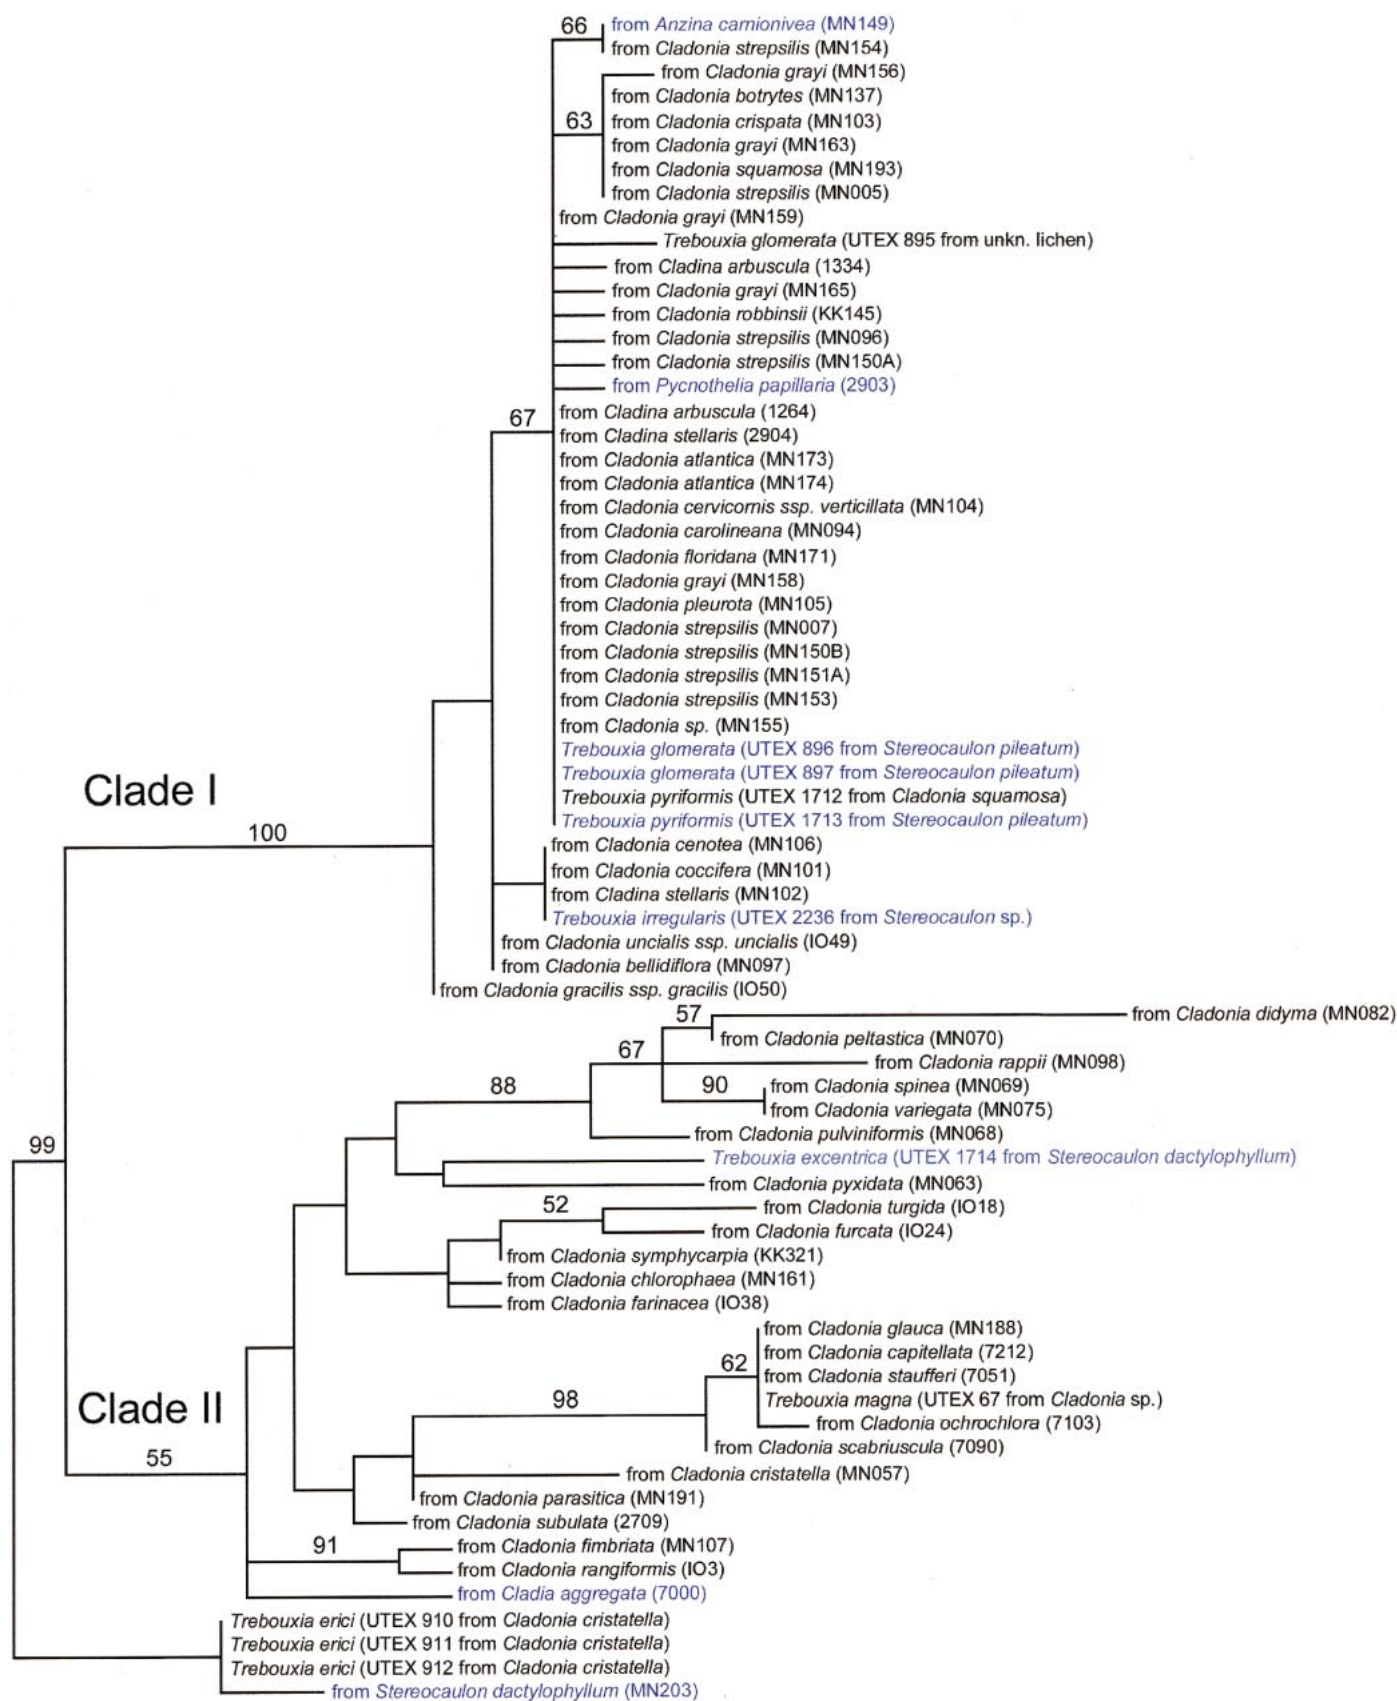 66
from Anzina carnionivea (MN149)
from Cladonia strepsilis (MN154)
from Cladonia grayi (MN156)
from Cladonia botrytes (MN137)
63
from Cladonia crispata (MN103)
from Cladonia grayi (MN163)
from Cladonia squamosa (MN193)
from Cladonia strepsilis (MN005)
from Cladonia grayi (MN159)
Trebouxia glomerata (UTEX 895 from unkn. lichen)
from Cladina arbuscula (1334)
from Cladonia grayi (MN165)
from Cladonia robbinsii (KK145)
from Cladonia strepsilis (MN096)
from Cladonia strepsilis (MN150A)
from Pycnothelia papillaria (2903)
67
from Cladina arbuscula (1264)
from Cladina stellaris (2904)
from Cladonia atlantica (MN173)
from Cladonia atlantica (MN174)
from Cladonia cervicornis ssp. verticillata (MN104)
from Cladonia carolineana (MN094)
from Cladonia floridana (MN171)
from Cladonia grayi (MN158)
from Cladonia pleurota (MN105)
from Cladonia strepsilis (MN007)
from Cladonia strepsilis (MN150B)
from Cladonia strepsilis (MN151A)
from Cladonia strepsilis (MN153)
from Cladonia sp. (MN155)
Trebouxia glomerata (UTEX 896 from Stereocaulon pileatum)
Trebouxia glomerata (UTEX 897 from Stereocaulon pileatum)
Clade I
Trebouxia pyriformis (UTEX 1712 from Cladonia squamosa)
Trebouxia pyriformis (UTEX 1713 from Stereocaulon pileatum)
100
from Cladonia cenotea (MN106)
from Cladonia coccifera (MN101)
from Cladina stellaris (MN102)
Trebouxia irregularis (UTEX 2236 from Stereocaulon sp.)
from Cladonia uncialis ssp. uncialis (IO49)
from Cladonia bellidiflora (MN097)
from Cladonia gracilis ssp. gracilis (IO50)
57
from Cladonia didyma (MN082)
from Cladonia peltastica (MN070)
67
from Cladonia rappii (MN098)
88
90
from Cladonia spinea (MN069)
from Cladonia variegata (MN075)
from Cladonia pulviniformis (MN068)
99
Trebouxia excentrica (UTEX 1714 from Stereocaulon dactylophyllum)
from Cladonia pyxidata (MN063)
52
from Cladonia turgida (IO18)
from Cladonia furcata (IO24)
from Cladonia symphycarpia (KK321)
from Cladonia chlorophaea (MN161)
from Cladonia farinacea (IO38)
from Cladonia glauca (MN188)
from Cladonia capitellata (7212)
62
from Cladonia staufferi (7051)
98
Trebouxia magna (UTEX 67 from Cladonia sp.)
Clade II
from Cladonia ochrochlora (7103)
from Cladonia scabriuscula (7090)
55
from Cladonia cristatella (MN057)
from Cladonia parasitica (MN191)
from Cladonia subulata (2709)
91
from Cladonia fimbriata (MN107)
from Cladonia rangiformis (IO3)
from Cladia aggregata (7000)
Trebouxia erici (UTEX 910 from Cladonia cristatella)
Trebouxia erici (UTEX 911 from Cladonia cristatella)
Trebouxia erici (UTEX 912 from Cladonia cristatella)
from Stereocaulon dactylophyllum (MN203)